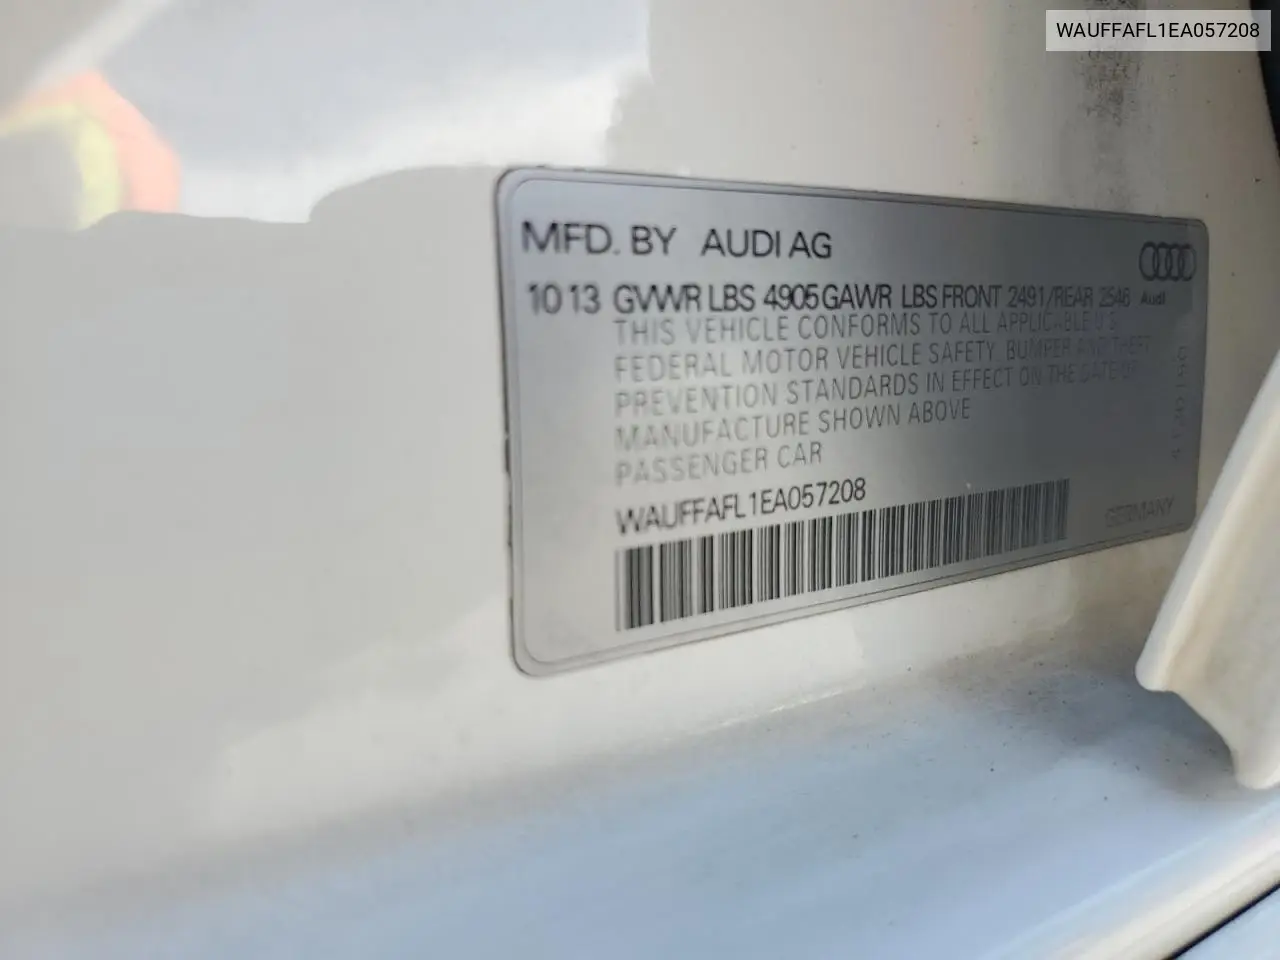 WAUFFAFL1EA057208
MFD. BY AUDI AG
10 13 GVWR LBS 4905 GAWR LBS FRONT 2491/REAR 2546 Audi
THIS VEHICLE CONFORMS TO ALL APPLICABLE U S
FEDERAL MOTOR VEHICLE SAFETY, BUMPER AND THEFT
PREVENTION STANDARDS IN EFFECT ON THE DATE OF
MANUFACTURE SHOWN ABOVE
PASSENGER CAR
WAUFFAFL1EA057208
GERMANY